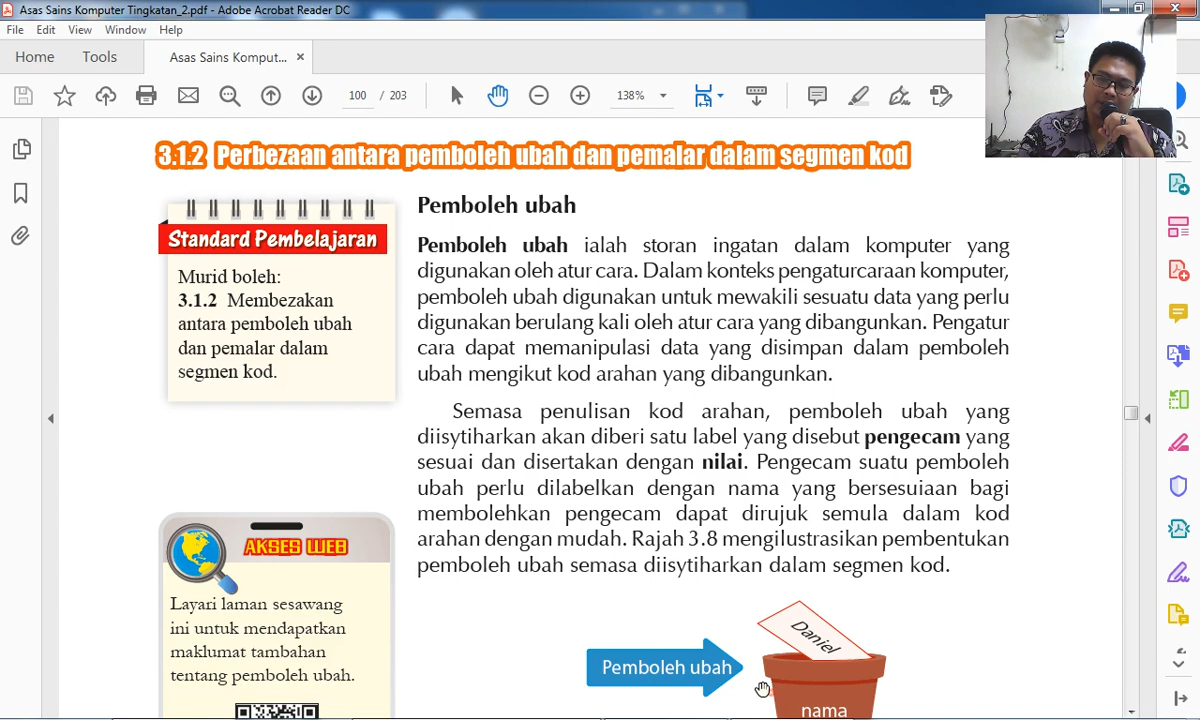 Asas Sains Komputer Tingkatan_2.pdf - Adobe Acrobat Reader DC
File Edit View Window Help
Home Tools Asas Sains Komput... ×
100 / 203 138%
3.1.2 Perbezaan antara pemboleh ubah dan pemalar dalam segmen kod
Standard Pembelajaran
Murid boleh:
3.1.2 Membezakan
antara pemboleh ubah
dan pemalar dalam
segmen kod.
Pemboleh ubah
Pemboleh ubah ialah storan ingatan dalam komputer yang
digunakan oleh atur cara. Dalam konteks pengaturcaraan komputer,
pemboleh ubah digunakan untuk mewakili sesuatu data yang perlu
digunakan berulang kali oleh atur cara yang dibangunkan. Pengatur
cara dapat memanipulasi data yang disimpan dalam pemboleh
ubah mengikut kod arahan yang dibangunkan.
Semasa penulisan kod arahan, pemboleh ubah yang
diisytiharkan akan diberi satu label yang disebut pengecam yang
sesuai dan disertakan dengan nilai. Pengecam suatu pemboleh
ubah perlu dilabelkan dengan nama yang bersesuaian bagi
membolehkan pengecam dapat dirujuk semula dalam kod
arahan dengan mudah. Rajah 3.8 mengilustrasikan pembentukan
pemboleh ubah semasa diisytiharkan dalam segmen kod.
AKSES WEB
Layari laman sesawang
ini untuk mendapatkan
maklumat tambahan
tentang pemboleh ubah.
Daniel
Pemboleh ubah
nama